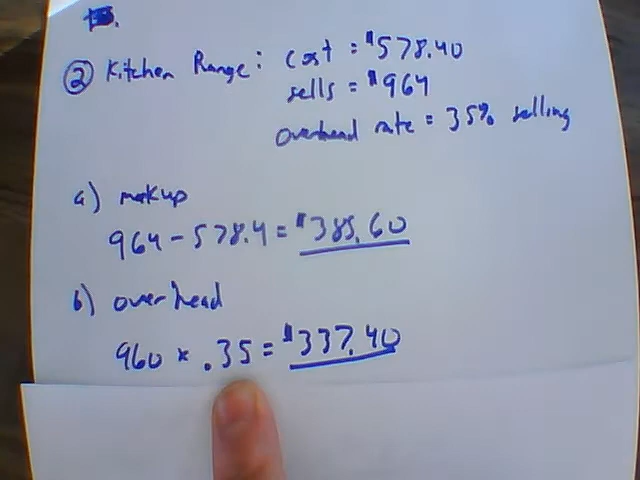 ② Kitchen Range: cost = $578.40
sells = $964
overhead rate = 35% selling
a) markup
964 - 578.4 = $385.60
b) overhead
960 × .35 = $337.40